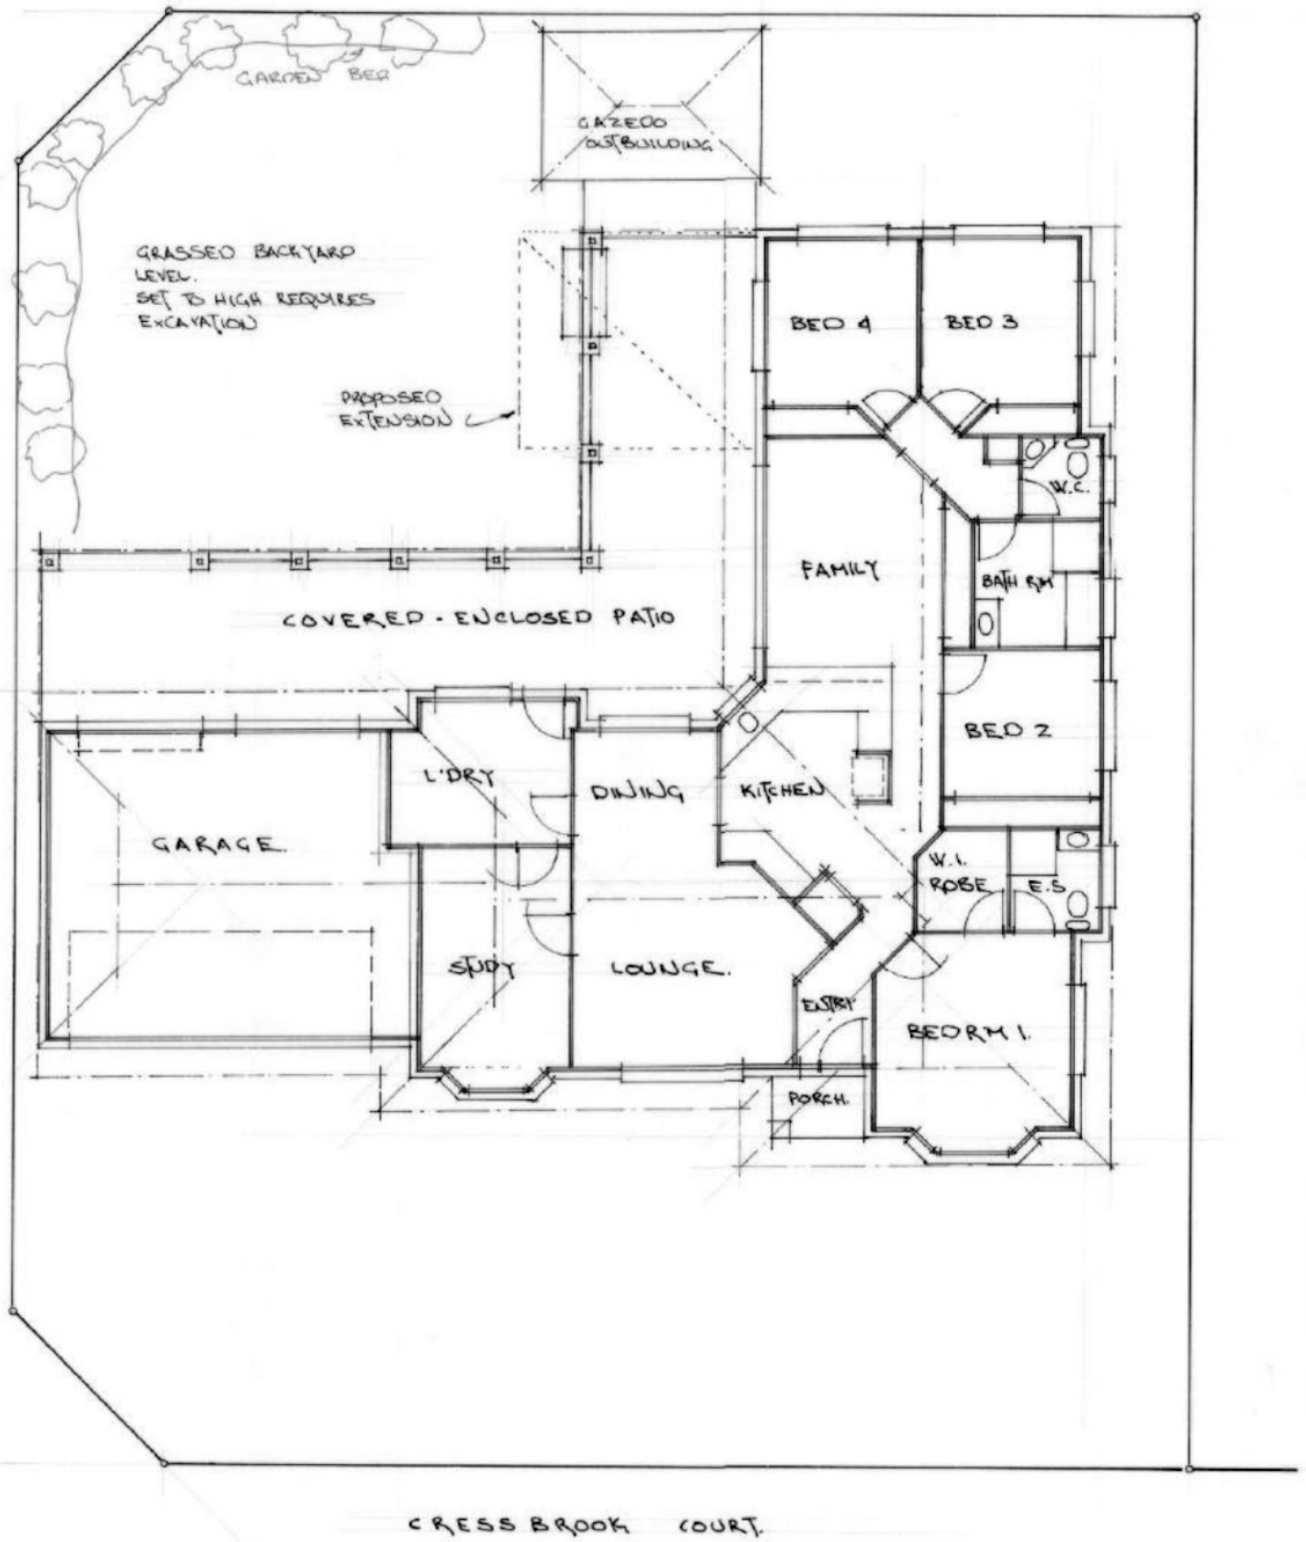 GARDEN BED
GAZEDO
OUTBUILDING
GRASSED BACKYARD
LEVEL.
SET TO HIGH REQUIRES
EXCAVATION
BED 4
BED 3
PROPOSED
EXTENSION
W.C.
FAMILY
BATH RM
COVERED - ENCLOSED PATIO
BED 2
L'DRY
DINING
KITCHEN
GARAGE.
W.I.
ROBE
E.S
STUDY
LOUNGE.
ENTRY
BEDRM 1.
PORCH.
CRESSBROOK COURT.